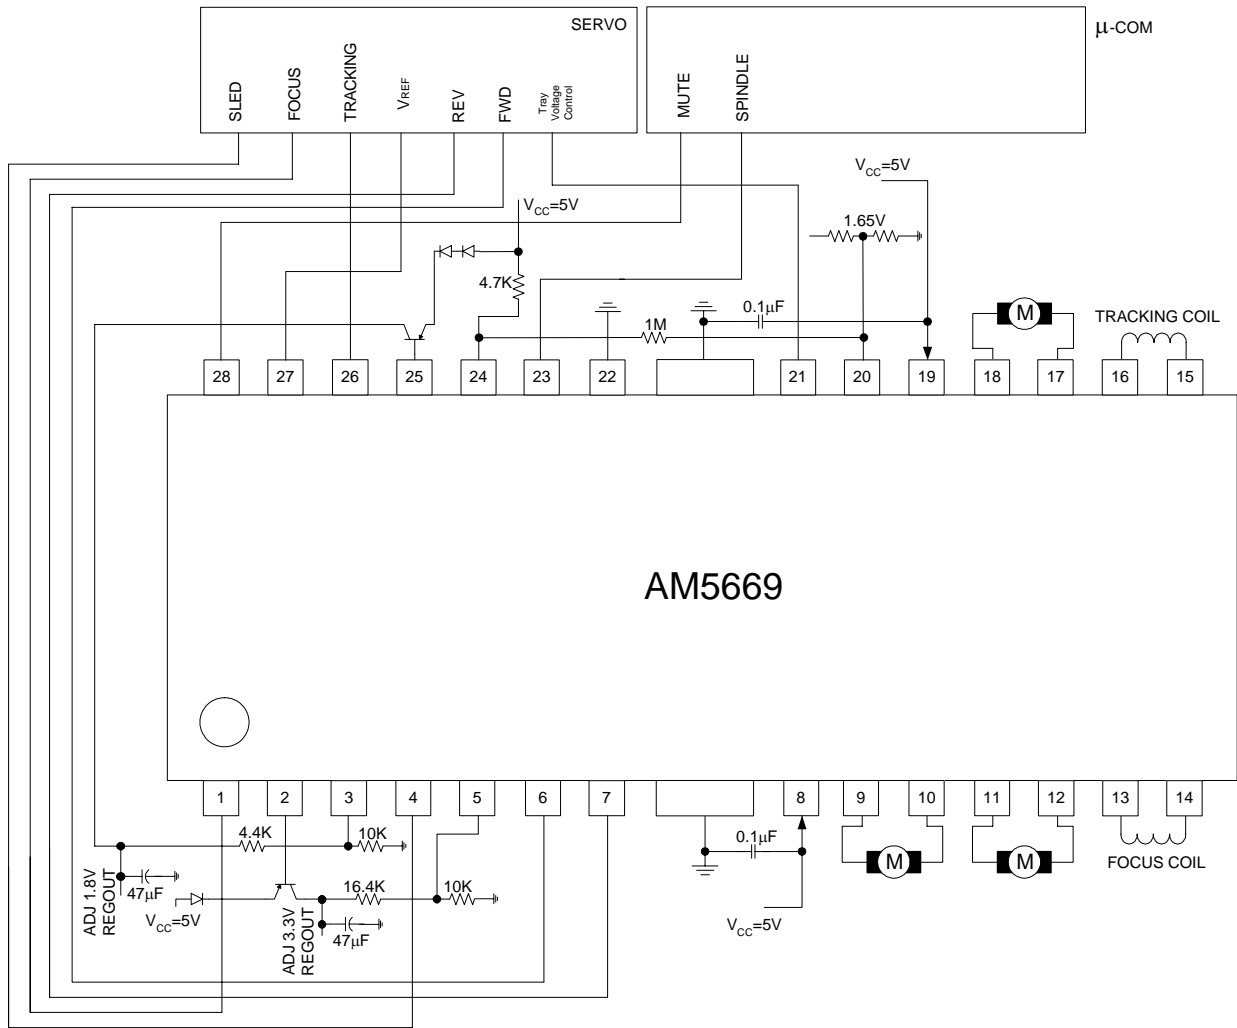 SERVO
μ-COM
SLED
FOCUS
TRACKING
VREF
REV
FWD
Tray
Voltage
Control
MUTE
SPINDLE
VCC=5V
VCC=5V
1.65V
4.7K
1M
0.1μF
M
TRACKING COIL
28
27
26
25
24
23
22
21
20
19
18
17
16
15
AM5669
1
2
3
4
5
6
7
8
9
10
11
12
13
14
4.4K
10K
0.1μF
M
M
FOCUS COIL
47μF
ADJ 1.8V
REGOUT
16.4K
10K
VCC=5V
ADJ 3.3V
REGOUT
47μF
VCC=5V